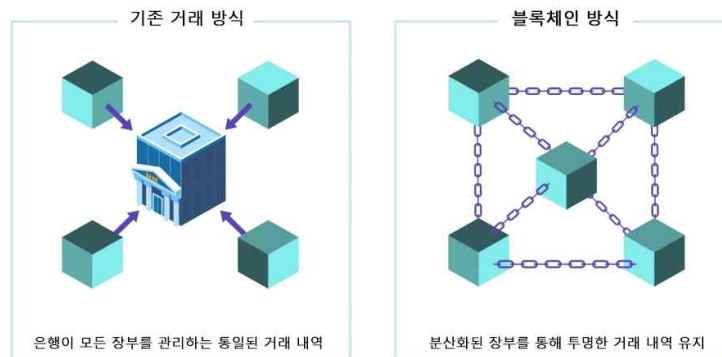 기존 거래 방식
블록체인 방식
은행이 모든 장부를 관리하는 통일된 거래 내역
분산화된 장부를 통해 투명한 거래 내역 유지